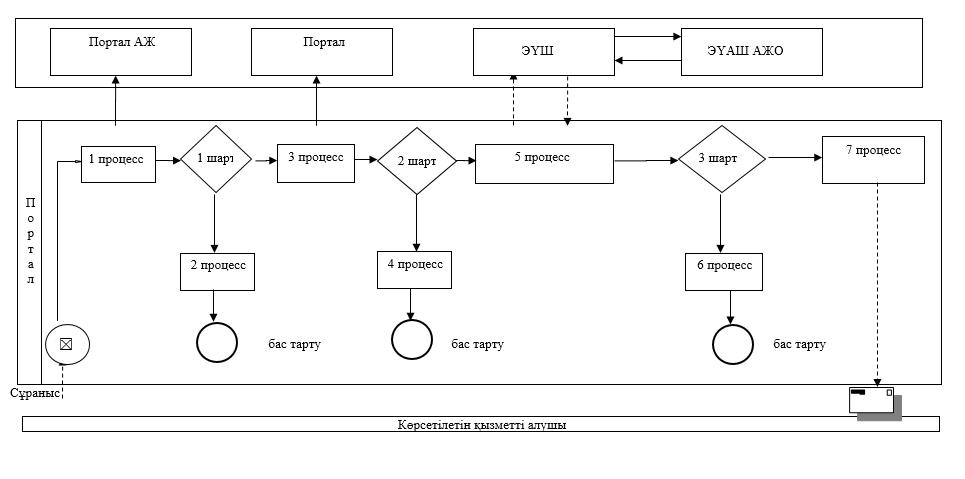 Портал АЖ
Портал
ЭҮШ
ЭҮАШ АЖО
1 процесс
1 шарт
3 процесс
2 шарт
5 процесс
3 шарт
7 процесс
Портал
2 процесс
4 процесс
6 процесс
бас тарту
бас тарту
бас тарту
Сұраныс
Көрсетілетін қызметті алушы